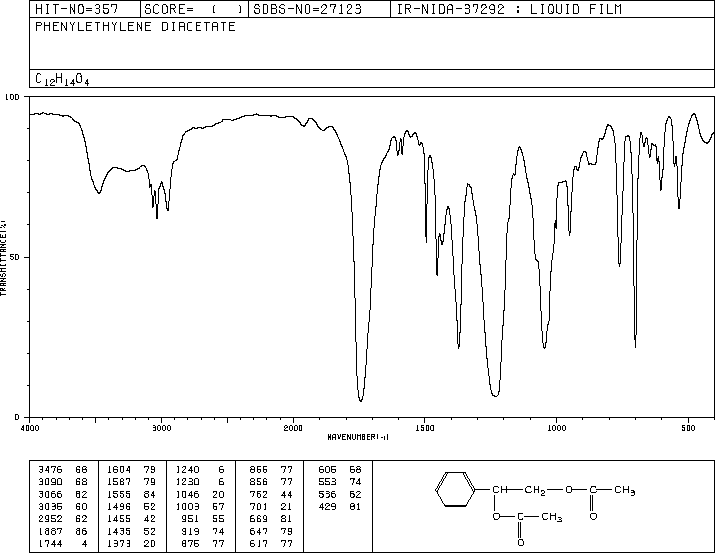 HIT-NO=357 SCORE= ( ) SDBS-NO=27123 IR-NIDA-37292 : LIQUID FILM
PHENYLETHYLENE DIACETATE
C12H14O4
100
50
0
TRANSMITTANCE(%)
4000 3000 2000 1500 1000 500
WAVENUMBER(-1)
3476 68 1604 79 1240 6 866 77 606 68
3090 68 1587 79 1230 6 856 77 553 74
3066 62 1555 84 1046 20 762 44 536 62
3035 60 1496 52 1003 57 701 21 429 81
2952 62 1455 42 951 55 669 81
1887 86 1435 52 919 74 647 79
1744 4 1373 20 876 77 617 77
CH CH2 O C CH3
O C CH3 O
O